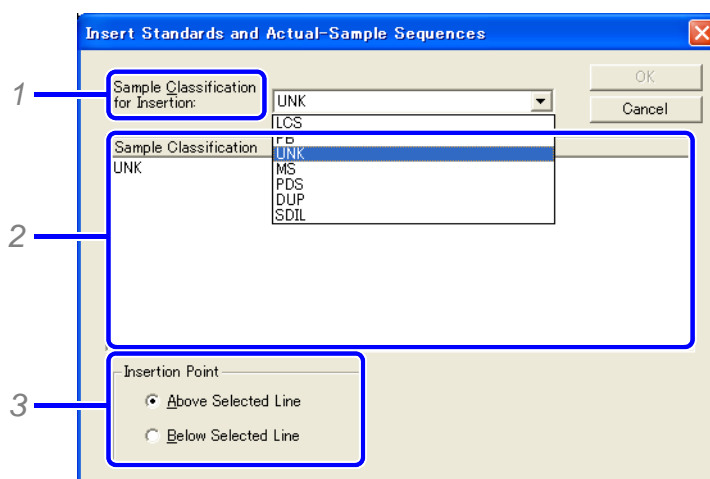 Insert Standards and Actual-Sample Sequences
1
Sample Classification
for Insertion:
UNK
OK
Cancel
LCS
PB
UNK
MS
PDS
DUP
SDIL
2
Sample Classification
UNK
3
Insertion Point
Above Selected Line
Below Selected Line